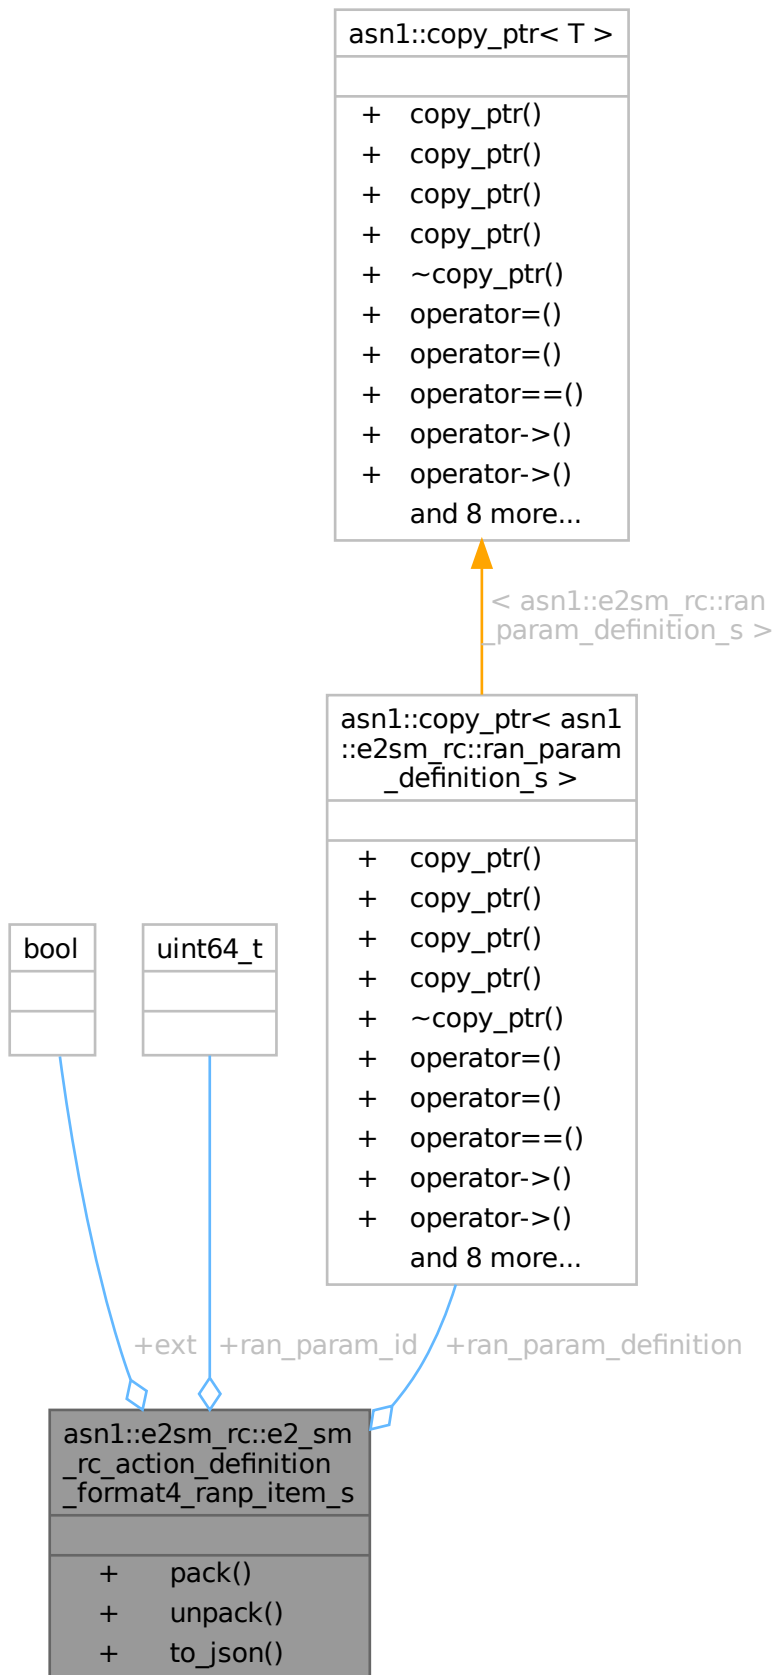 asn1::copy_ptr< T >
+ copy_ptr()
+ copy_ptr()
+ copy_ptr()
+ copy_ptr()
+ ~copy_ptr()
+ operator=()
+ operator=()
+ operator==()
+ operator->()
+ operator->()
and 8 more...
< asn1::e2sm_rc::ran
_param_definition_s >
asn1::copy_ptr< asn1
::e2sm_rc::ran_param
_definition_s >
+ copy_ptr()
+ copy_ptr()
+ copy_ptr()
+ copy_ptr()
+ ~copy_ptr()
+ operator=()
+ operator=()
+ operator==()
+ operator->()
+ operator->()
and 8 more...
bool
uint64_t
+ext
+ran_param_id
+ran_param_definition
asn1::e2sm_rc::e2_sm
_rc_action_definition
_format4_ranp_item_s
+ pack()
+ unpack()
+ to_json()